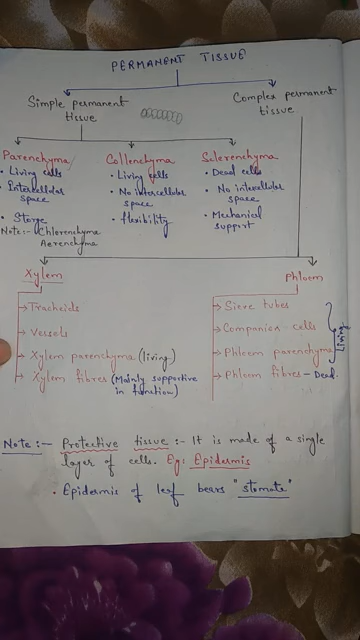 PERMANENT TISSUE
Simple permanent
tissue
Complex permanent
tissue
Parenchyma
• Living cells
• Intercellular
space
• Storge
Note:- Chlorenchyma
Aerenchyma
Collenchyma
• Living cells
• No intercellular
space
• flexibility
Sclerenchyma
• Dead cells
• No intercellular
space
• Mechanical
support
Xylem
Tracheids
Vessels
Xylem parenchyma (living)
Xylem fibres (Mainly supportive
in function)
Phloem
Sieve tubes
Companion cells
Phloem parenchyma
Phloem fibres - Dead.
Living
Note:- Protective tissue:- It is made of a single
layer of cells. Eg: Epidermis
• Epidermis of leaf bears "stomata"